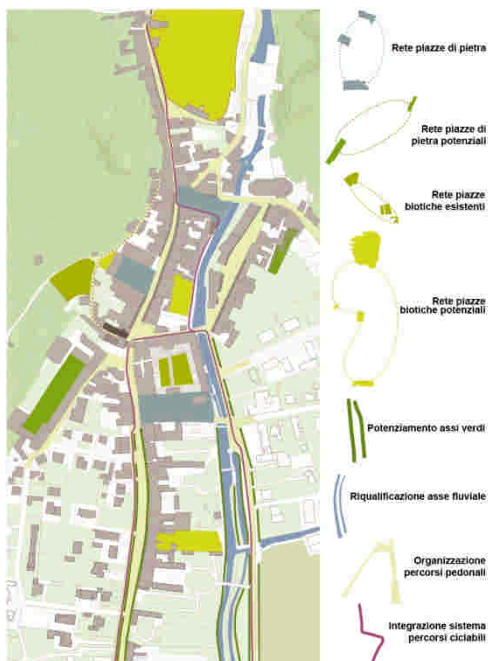 Rete piazze di pietra
Rete piazze di
pietra potenziali
Rete piazze
biotiche esistenti
Rete piazze
biotiche potenziali
Potenziamento assi verdi
Riqualificazione asse fluviale
Organizzazione
percorsi pedonali
Integrazione sistema
percorsi ciclabili